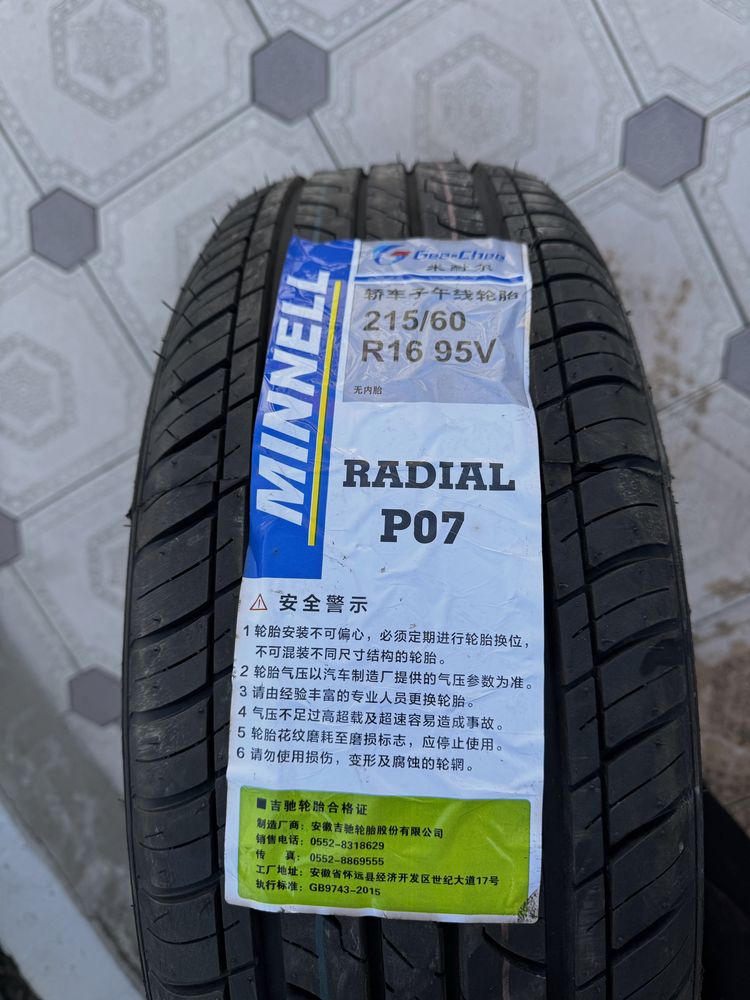 MINNELL
Gee-Chee
米耐尔
轿车子午线轮胎
215/60
R16 95V
无内胎
RADIAL
P07
⚠ 安全警示
1 轮胎安装不可偏心，必须定期进行轮胎换位，
不可混装不同尺寸结构的轮胎。
2 轮胎气压以汽车制造厂提供的气压参数为准。
3 请由经验丰富的专业人员更换轮胎。
4 气压不足过高超载及超速容易造成事故。
5 轮胎花纹磨耗至磨损标志，应停止使用。
6 请勿使用损伤，变形及腐蚀的轮辋。
■吉驰轮胎合格证
制造厂商：安徽吉驰轮胎股份有限公司
销售电话：0552-8318629
传 真：0552-8869555
工厂地址：安徽省怀远县经济开发区世纪大道17号
执行标准：GB9743-2015